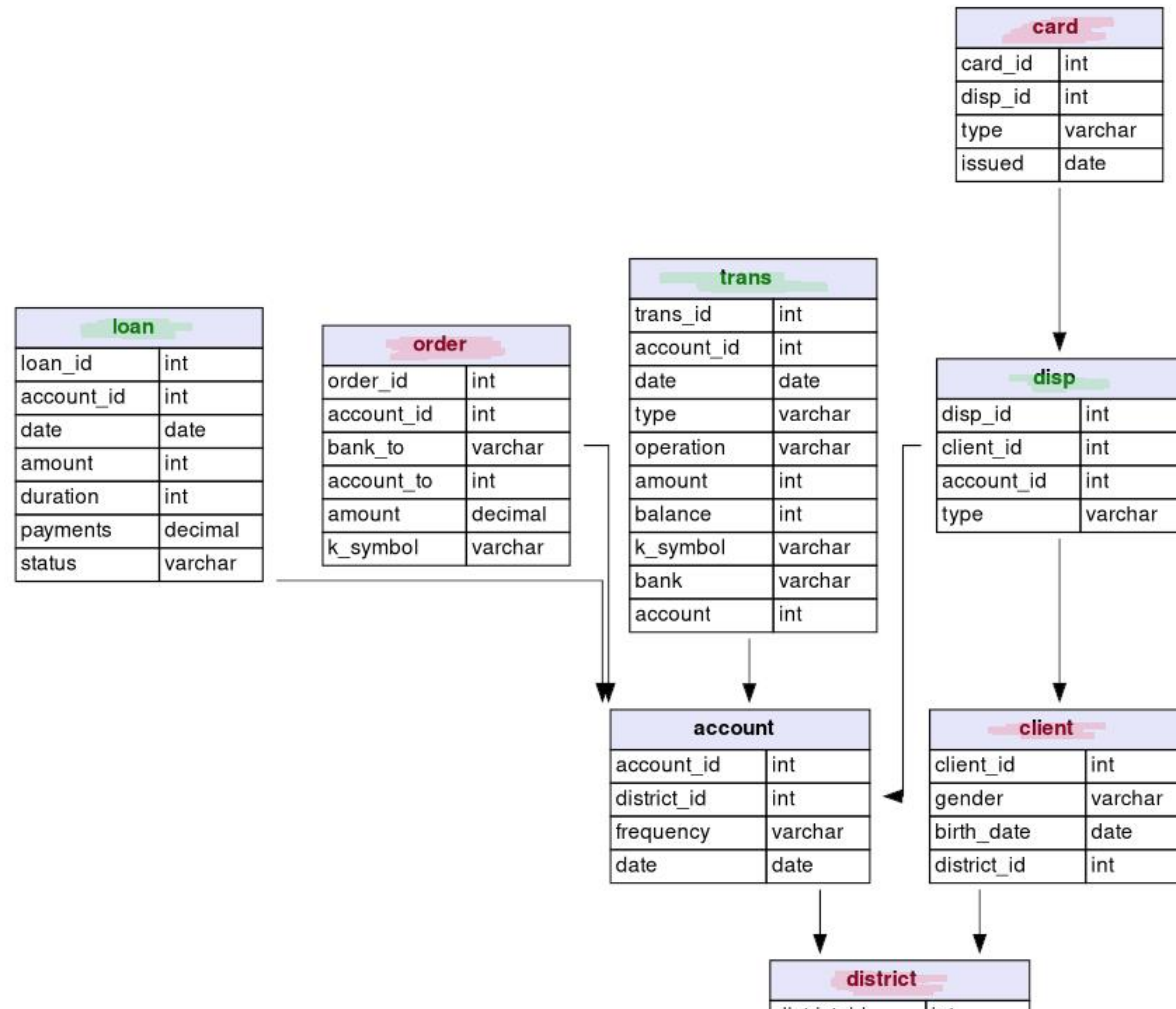 card
card_id int
disp_id int
type varchar
issued date
trans
trans_id int
account_id int
date date
type varchar
operation varchar
amount int
balance int
k_symbol varchar
bank varchar
account int
loan
loan_id int
account_id int
date date
amount int
duration int
payments decimal
status varchar
order
order_id int
account_id int
bank_to varchar
account_to int
amount decimal
k_symbol varchar
disp
disp_id int
client_id int
account_id int
type varchar
account
account_id int
district_id int
frequency varchar
date date
client
client_id int
gender varchar
birth_date date
district_id int
district